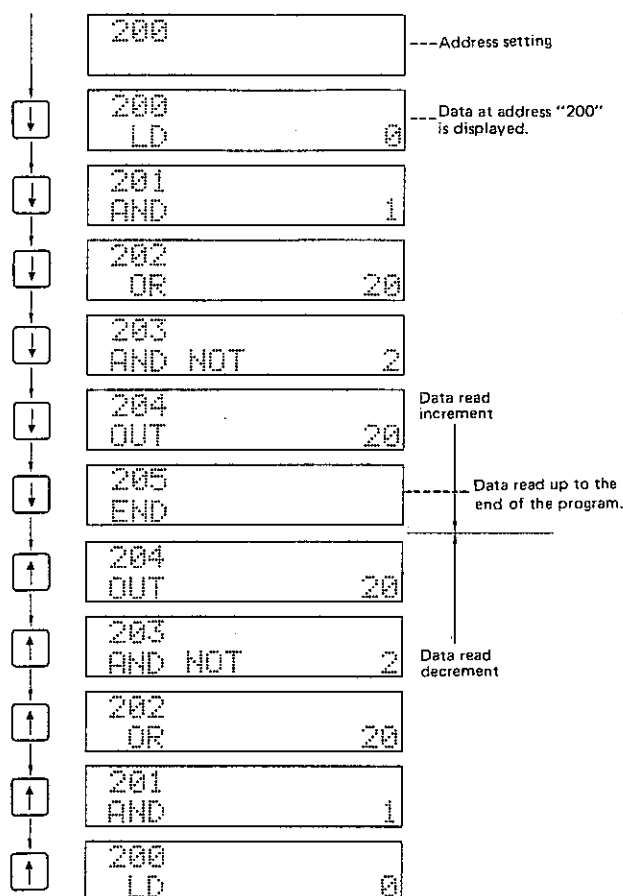 200
---Address setting
200
LD 0
---Data at address "200"
is displayed.
201
AND 1
202
OR 20
203
AND NOT 2
204
OUT 20
Data read
increment
205
END
Data read up to the
end of the program.
204
OUT 20
203
AND NOT 2
Data read
decrement
202
OR 20
201
AND 1
200
LD 0